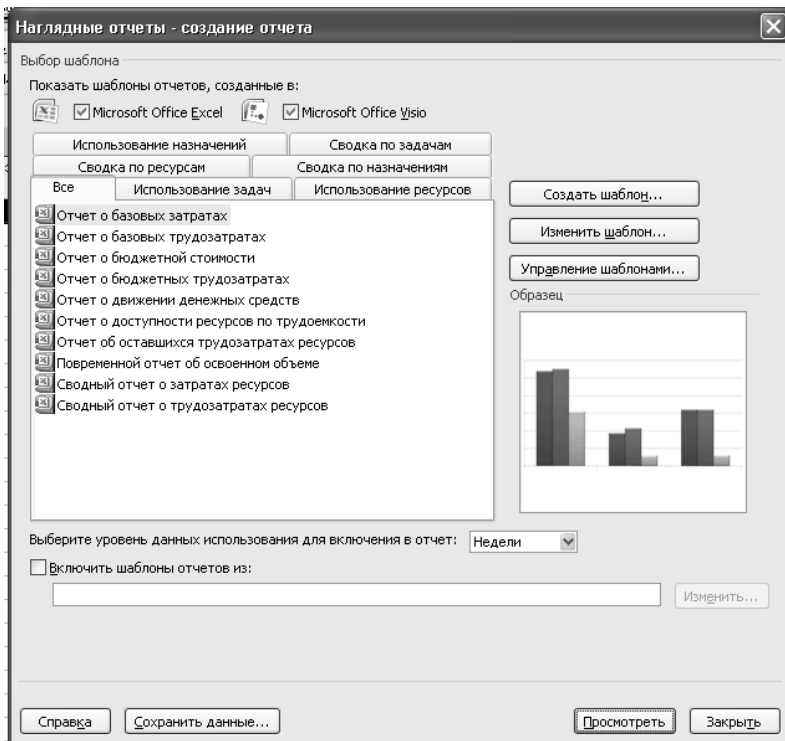 Наглядные отчеты - создание отчета
Выбор шаблона
Показать шаблоны отчетов, созданные в:
Microsoft Office Excel Microsoft Office Visio
Использование назначений Сводка по задачам
Сводка по ресурсам Сводка по назначениям
Все Использование задач Использование ресурсов
Отчет о базовых затратах
Отчет о базовых трудозатратах
Отчет о бюджетной стоимости
Отчет о бюджетных трудозатратах
Отчет о движении денежных средств
Отчет о доступности ресурсов по трудоемкости
Отчет об оставшихся трудозатратах ресурсов
Повременной отчет об освоенном объеме
Сводный отчет о затратах ресурсов
Сводный отчет о трудозатратах ресурсов
Создать шаблон...
Изменить шаблон...
Управление шаблонами...
Образец
Выберите уровень данных использования для включения в отчет: Недели
Включить шаблоны отчетов из:
Изменить...
Справка Сохранить данные... Просмотреть Закрыть